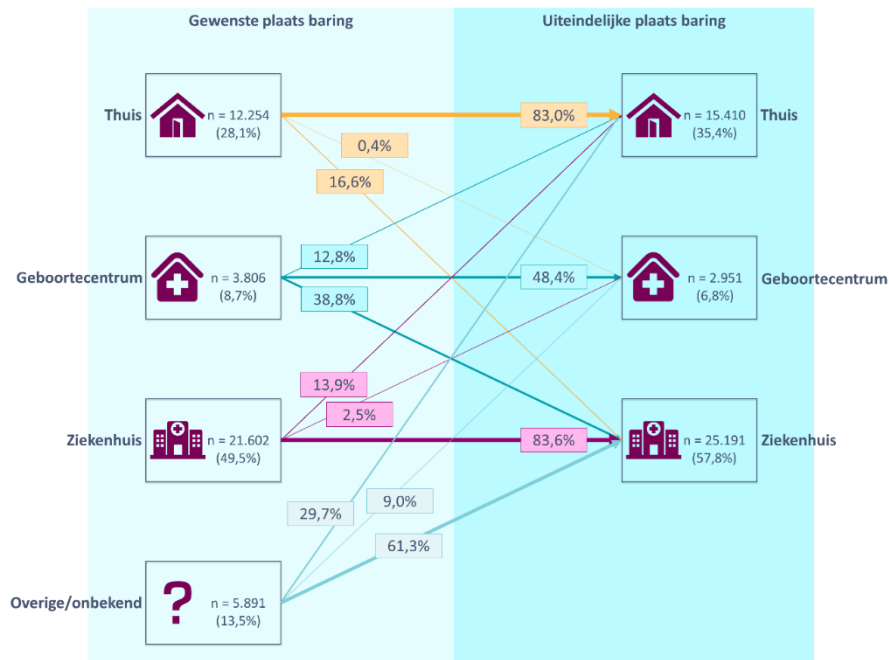 Gewenste plaats baring
Uiteindelijke plaats baring
Thuis
n = 12.254
(28,1%)
83,0%
n = 15.410
(35,4%)
Thuis
0,4%
16,6%
Geboortecentrum
n = 3.806
(8,7%)
12,8%
48,4%
38,8%
n = 2.951
(6,8%)
Geboortecentrum
13,9%
2,5%
Ziekenhuis
n = 21.602
(49,5%)
83,6%
n = 25.191
(57,8%)
Ziekenhuis
29,7%
9,0%
61,3%
Overige/onbekend
?
n = 5.891
(13,5%)